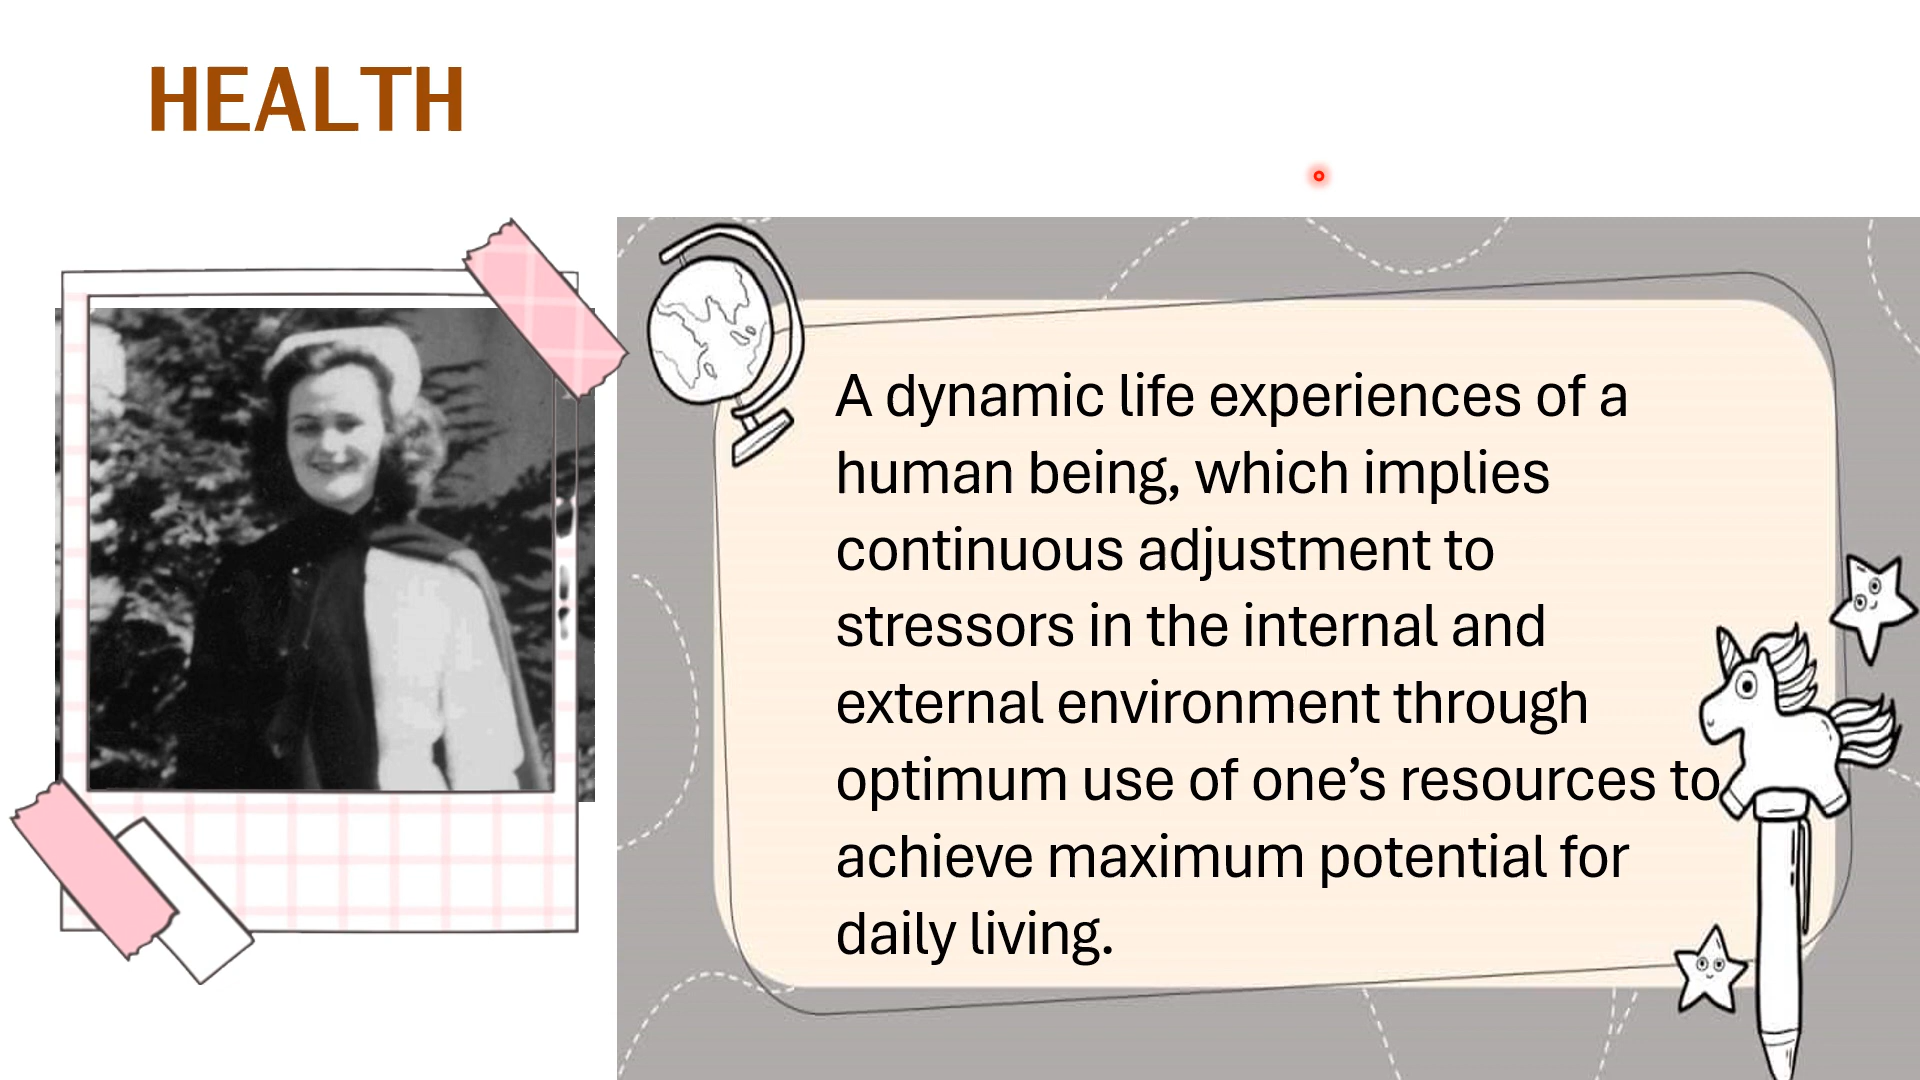 HEALTH
A dynamic life experiences of a
human being, which implies
continuous adjustment to
stressors in the internal and
external environment through
optimum use of one’s resources to
achieve maximum potential for
daily living.